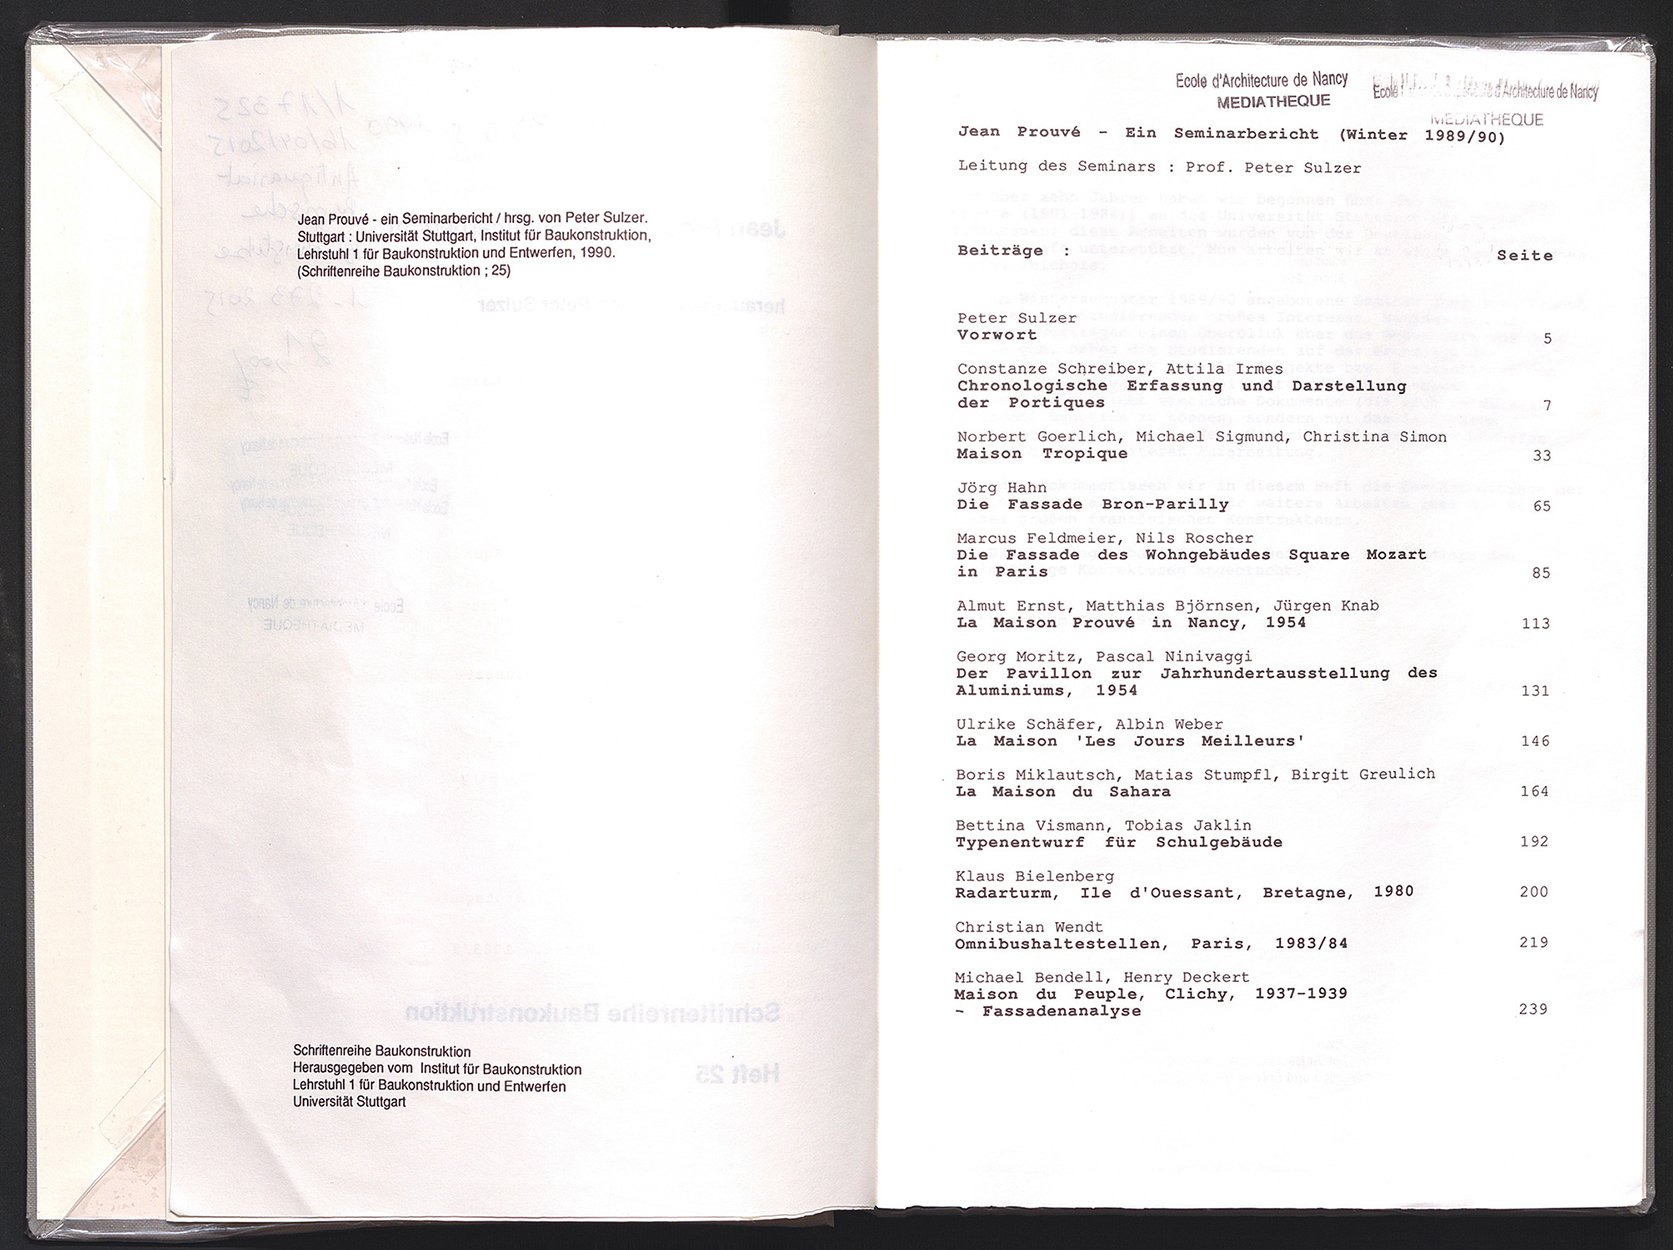 Jean Prouvé - ein Seminarbericht / hrsg. von Peter Sulzer.
Stuttgart : Universität Stuttgart, Institut für Baukonstruktion,
Lehrstuhl 1 für Baukonstruktion und Entwerfen, 1990.
(Schriftenreihe Baukonstruktion ; 25)
Schriftenreihe Baukonstruktion
Heft 25
Schriftenreihe Baukonstruktion
Herausgegeben vom Institut für Baukonstruktion
Lehrstuhl 1 für Baukonstruktion und Entwerfen
Universität Stuttgart
Ecole d'Architecture de Nancy
MEDIATHEQUE
d'Architecture de Nancy
MEDIATHEQUE
Jean Prouvé - Ein Seminarbericht (Winter 1989/90)
Leitung des Seminars : Prof. Peter Sulzer
Beiträge :
Seite
Peter Sulzer
Vorwort 5
Constanze Schreiber, Attila Irmes
Chronologische Erfassung und Darstellung
der Portiques 7
Norbert Goerlich, Michael Sigmund, Christina Simon
Maison Tropique 33
Jörg Hahn
Die Fassade Bron-Parilly 65
Marcus Feldmeier, Nils Roscher
Die Fassade des Wohngebäudes Square Mozart
in Paris 85
Almut Ernst, Matthias Björnsen, Jürgen Knab
La Maison Prouvé in Nancy, 1954 113
Georg Moritz, Pascal Ninivaggi
Der Pavillon zur Jahrhundertausstellung des
Aluminiums, 1954 131
Ulrike Schäfer, Albin Weber
La Maison 'Les Jours Meilleurs' 146
Boris Miklautsch, Matias Stumpfl, Birgit Greulich
La Maison du Sahara 164
Bettina Vismann, Tobias Jaklin
Typenentwurf für Schulgebäude 192
Klaus Bielenberg
Radarturm, Ile d'Ouessant, Bretagne, 1980 200
Christian Wendt
Omnibushaltestellen, Paris, 1983/84 219
Michael Bendell, Henry Deckert
Maison du Peuple, Clichy, 1937-1939
- Fassadenanalyse 239